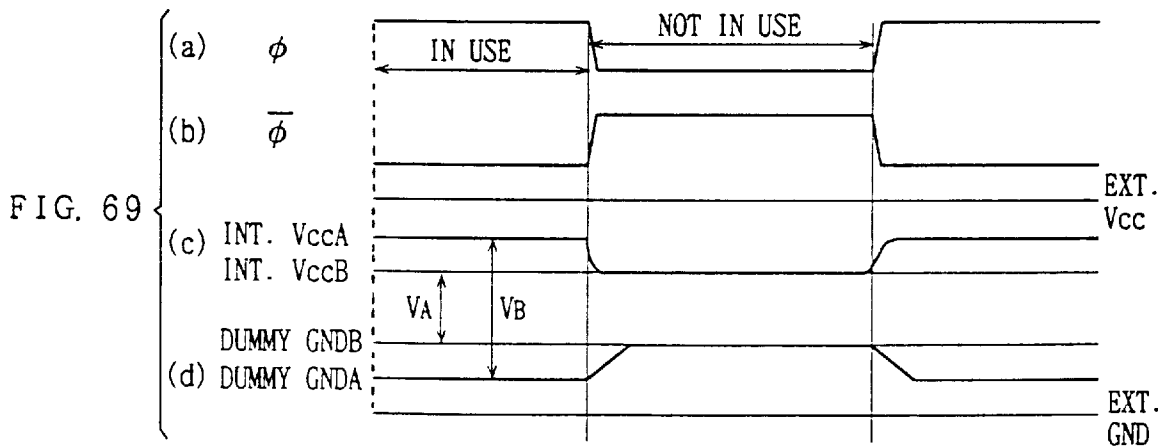 FIG. 69
(a) ϕ
IN USE
NOT IN USE
(b) ϕ̅
EXT. Vcc
(c) INT. VccA
INT. VccB
VA
VB
DUMMY GNDB
(d) DUMMY GNDA
EXT. GND